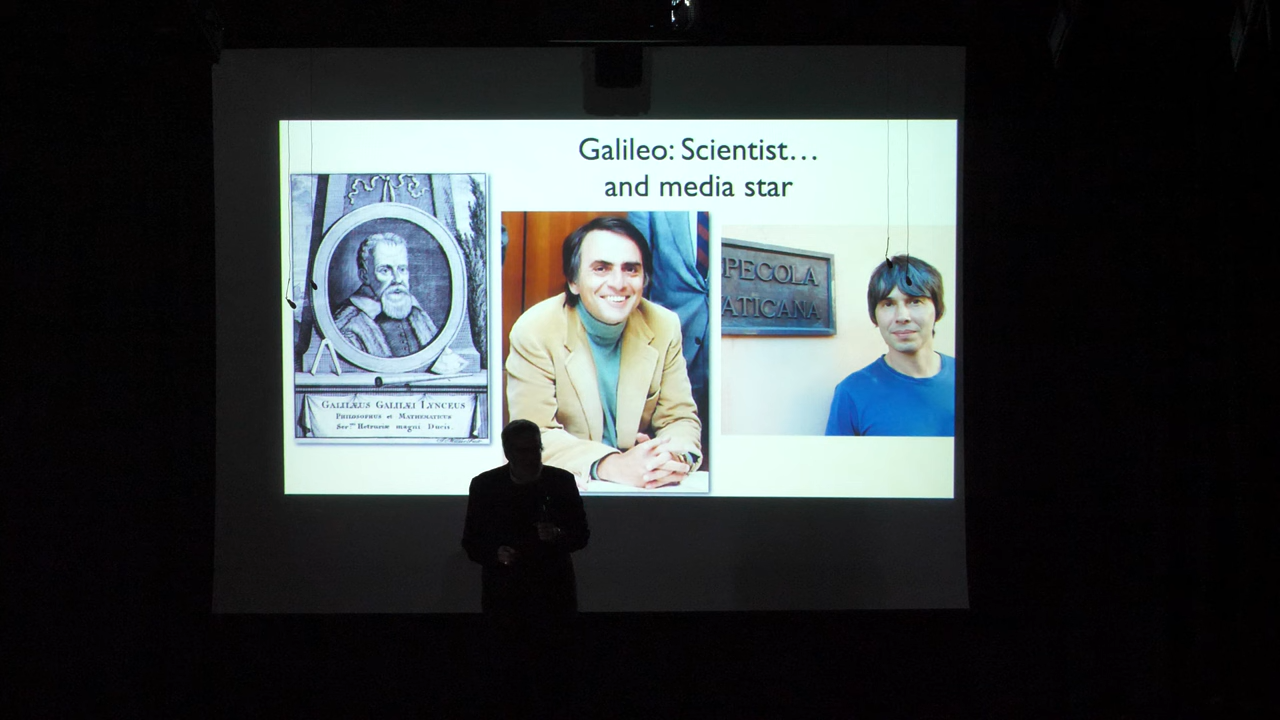 Galileo: Scientist…
and media star
GALILÆUS GALILÆI LYNCEUS
PHILOSOPHUS et MATHEMATICUS
Ser.mi Hetruriæ magni Ducis.
PECOLA
ATICANA